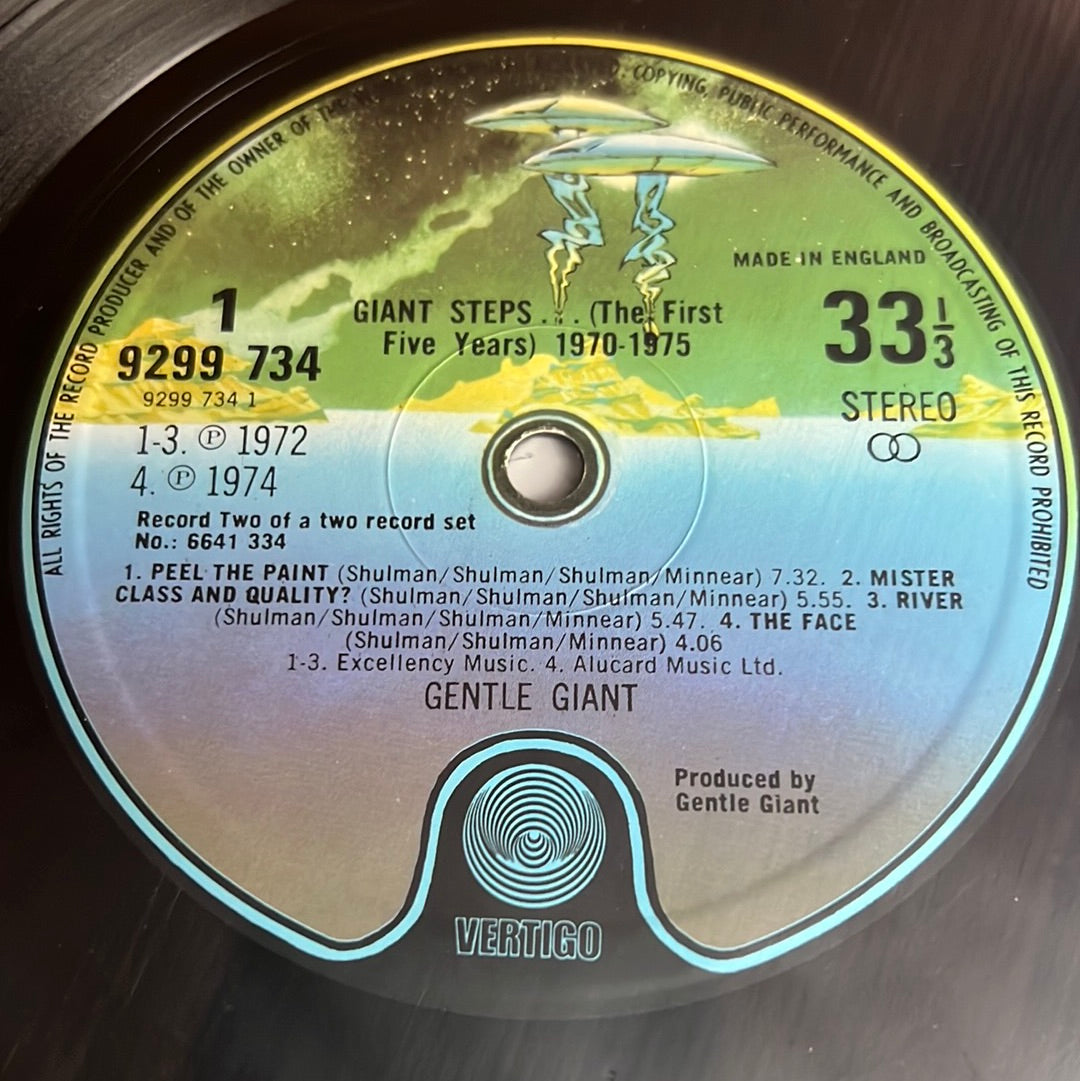 ALL RIGHTS OF THE RECORD PRODUCER AND OF THE OWNER OF THE COPYING, PUBLIC PERFORMANCE AND BROADCASTING OF THIS RECORD PROHIBITED
MADE IN ENGLAND
1
9299 734
9299 734 1
GIANT STEPS... (The First
Five Years) 1970-1975
33 1/3
STEREO
1-3. ℗ 1972
4. ℗ 1974
Record Two of a two record set
No.: 6641 334
1. PEEL THE PAINT (Shulman/Shulman/Shulman/Minnear) 7.32. 2. MISTER
CLASS AND QUALITY? (Shulman/Shulman/Shulman/Minnear) 5.55. 3. RIVER
(Shulman/Shulman/Shulman/Minnear) 5.47. 4. THE FACE
(Shulman/Shulman/Minnear) 4.06
1-3. Excellency Music. 4. Alucard Music Ltd.
GENTLE GIANT
Produced by
Gentle Giant
VERTIGO